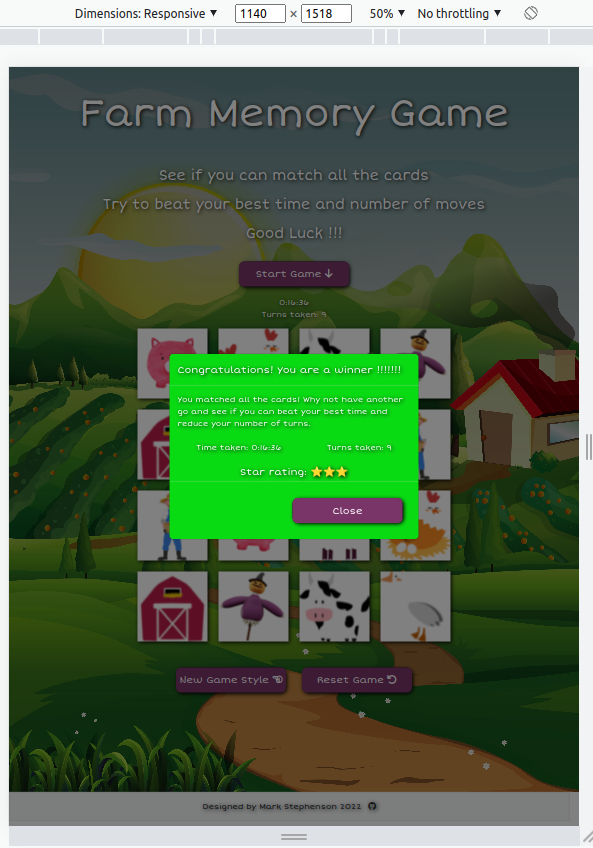 Dimensions: Responsive ▼ 1140 × 1518 50% ▼ No throttling ▼
Farm Memory Game
See if you can match all the cards
Try to beat your best time and number of moves
Good Luck !!!
Start Game
0:16:36
Turns taken: 9
Congratulations! You are a winner !!!!!!!
You matched all the cards! Why not have another
go and see if you can beat your best time and
reduce your number of turns.
Time taken: 0:16:36 Turns taken: 9
Star rating: ⭐⭐⭐
Close
New Game Style Reset Game
Designed by Mark Stephenson 2022